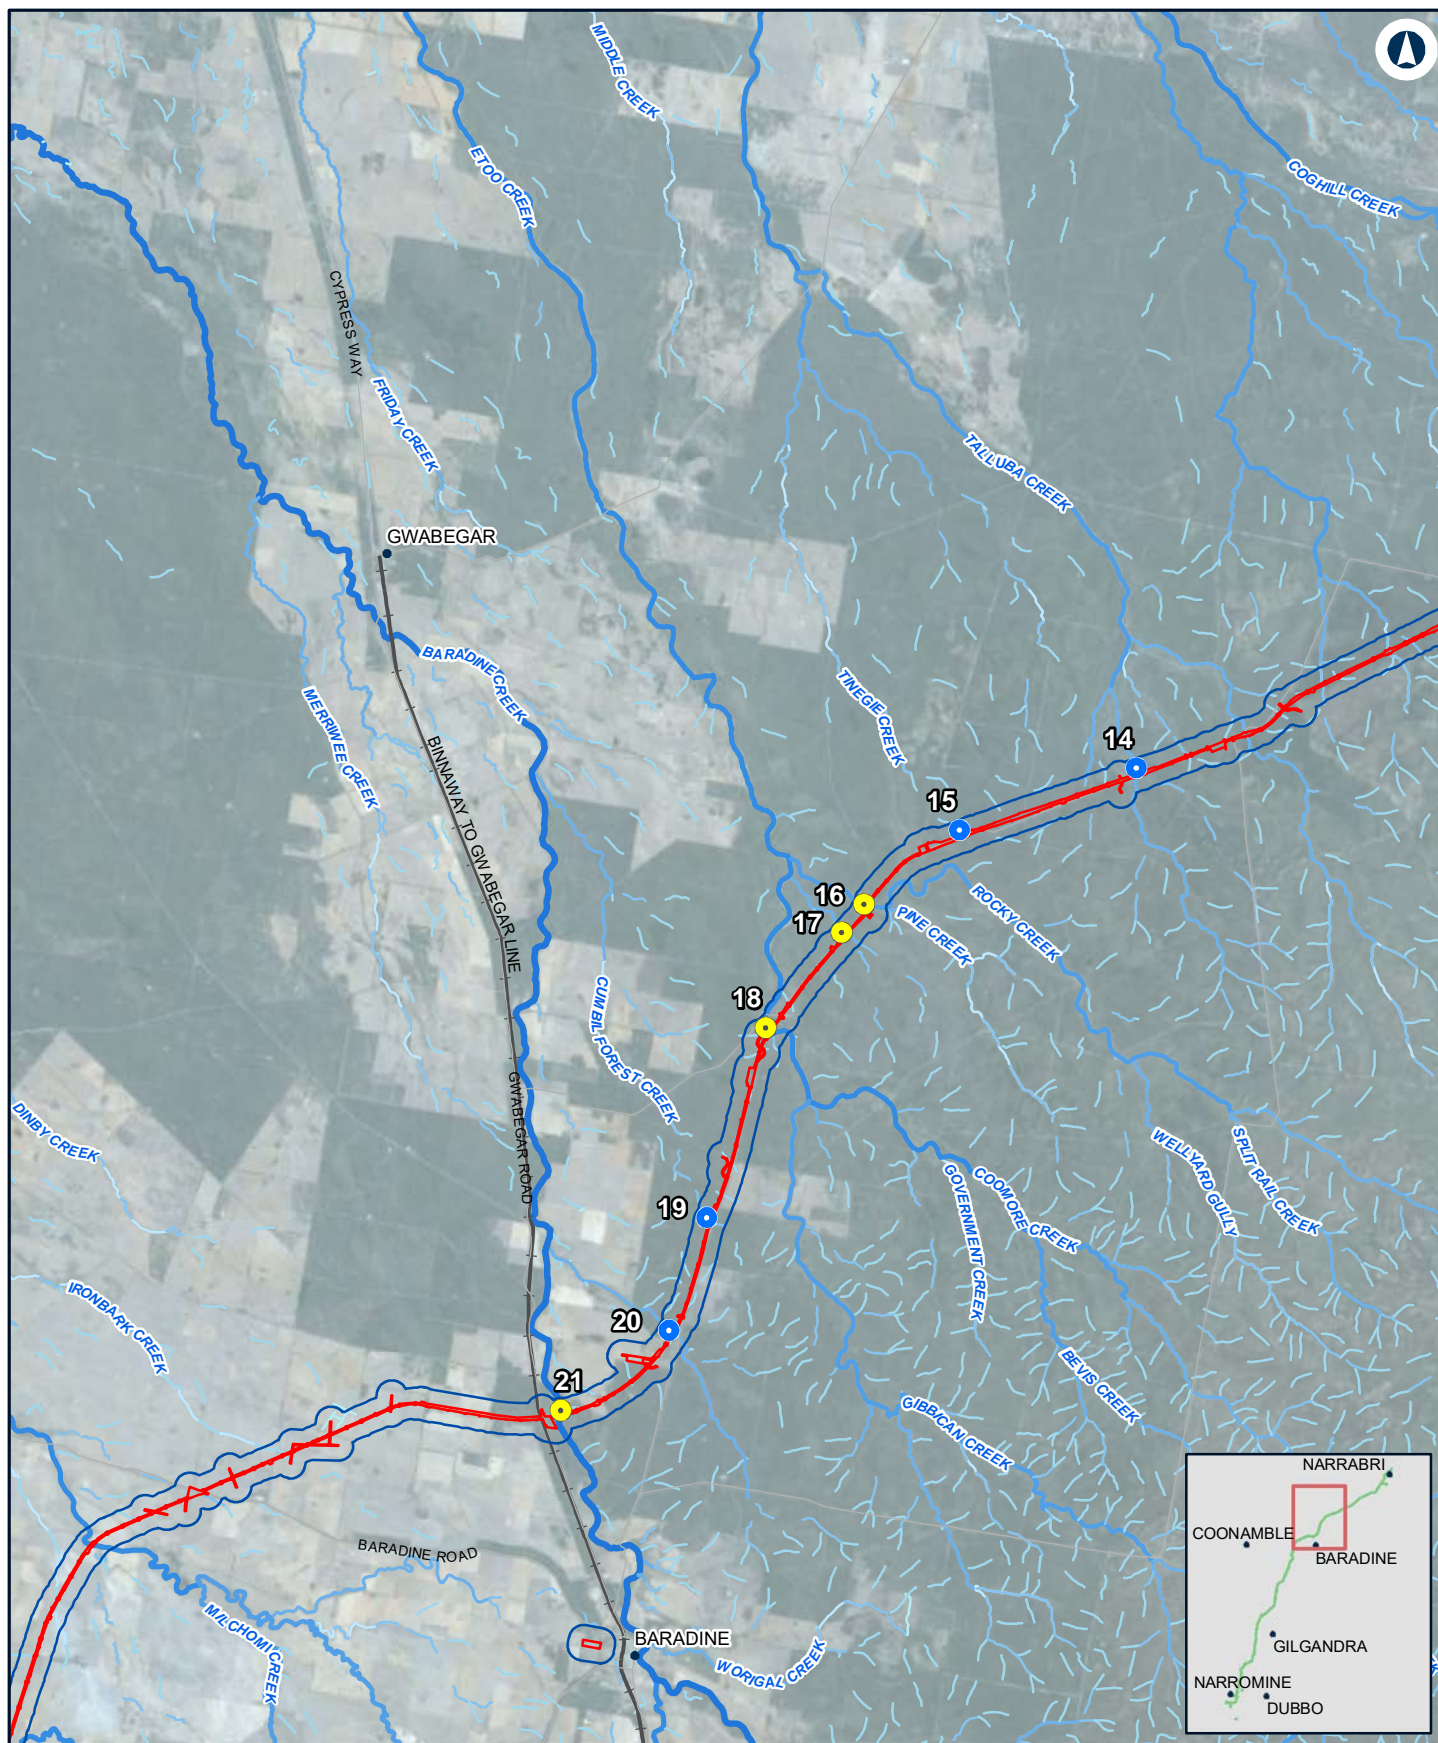 MIDDLE CREEK
ETOO CREEK
COGHILL CREEK
CYPRESS WAY
FRIDAY CREEK
TALLUBA CREEK
GWABEGAR
BARADINE CREEK
MERRIWEE CREEK
TINEGIE CREEK
BINNAWAY TO GWABEGAR LINE
14
15
16
17
ROCKY CREEK
PINE CREEK
18
CUMBIL FOREST CREEK
GWABEGAR ROAD
DINBY CREEK
WELLYARD GULLY
SPLIT RAIL CREEK
GOVERNMENT CREEK
COOMORE CREEK
19
IRONBARK CREEK
20
BEVIS CREEK
21
GIBBICAN CREEK
BARADINE ROAD
MILCHOMI CREEK
BARADINE
WORIGAL CREEK
NARRABRI
COONAMBLE
BARADINE
GILGANDRA
NARROMINE
DUBBO